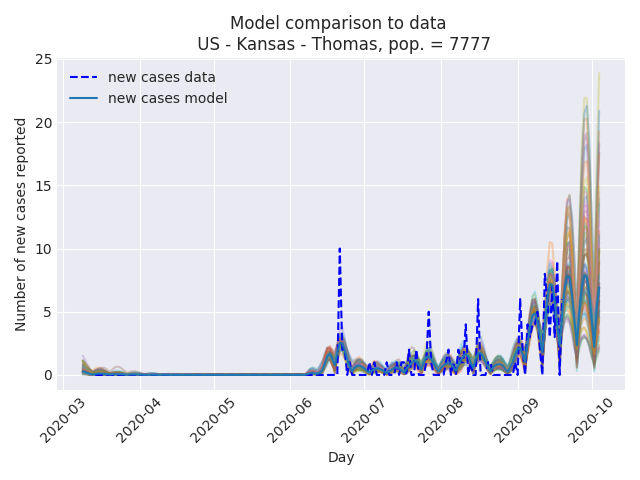 Model comparison to data
US - Kansas - Thomas, pop. = 7777
new cases data
new cases model
Number of new cases reported
25
20
15
10
5
0
2020-03
2020-04
2020-05
2020-06
2020-07
2020-08
2020-09
2020-10
Day